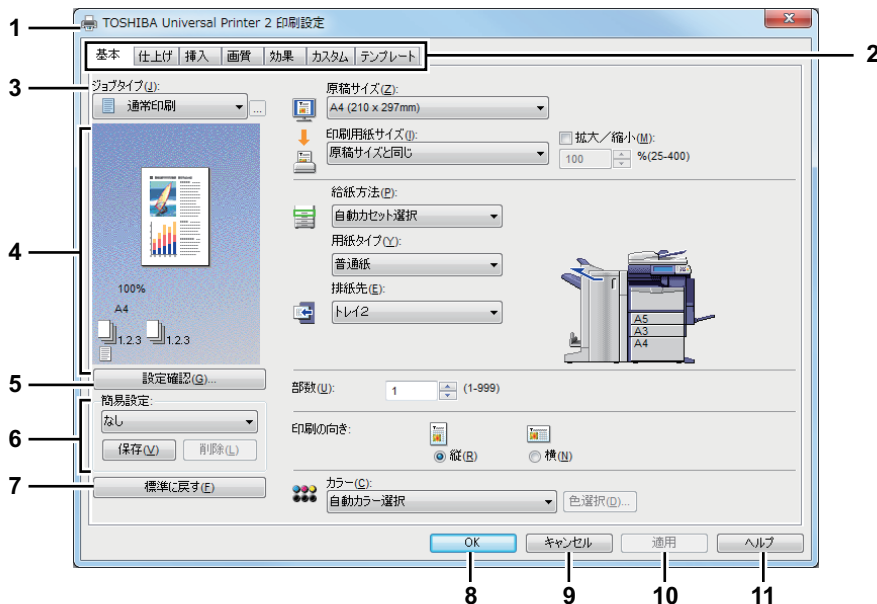 1
TOSHIBA Universal Printer 2 印刷設定
2
基本 仕上げ 挿入 画質 効果 カスタム テンプレート
3
ジョブタイプ(J):
通常印刷
...
原稿サイズ(Z):
A4 (210 x 297mm)
印刷用紙サイズ(I):
原稿サイズと同じ
拡大／縮小(M):
100 %(25-400)
4
100%
A4
1.2.3 1.2.3
給紙方法(P):
自動カセット選択
用紙タイプ(Y):
普通紙
排紙先(E):
トレイ2
A5
A3
A4
5
設定確認(G)...
部数(U):
1 (1-999)
6
簡易設定:
なし
保存(V) 削除(L)
印刷の向き:
縦(R) 横(N)
7
標準に戻す(F)
カラー(C):
自動カラー選択
色選択(D)...
OK キャンセル 適用 ヘルプ
8 9 10 11